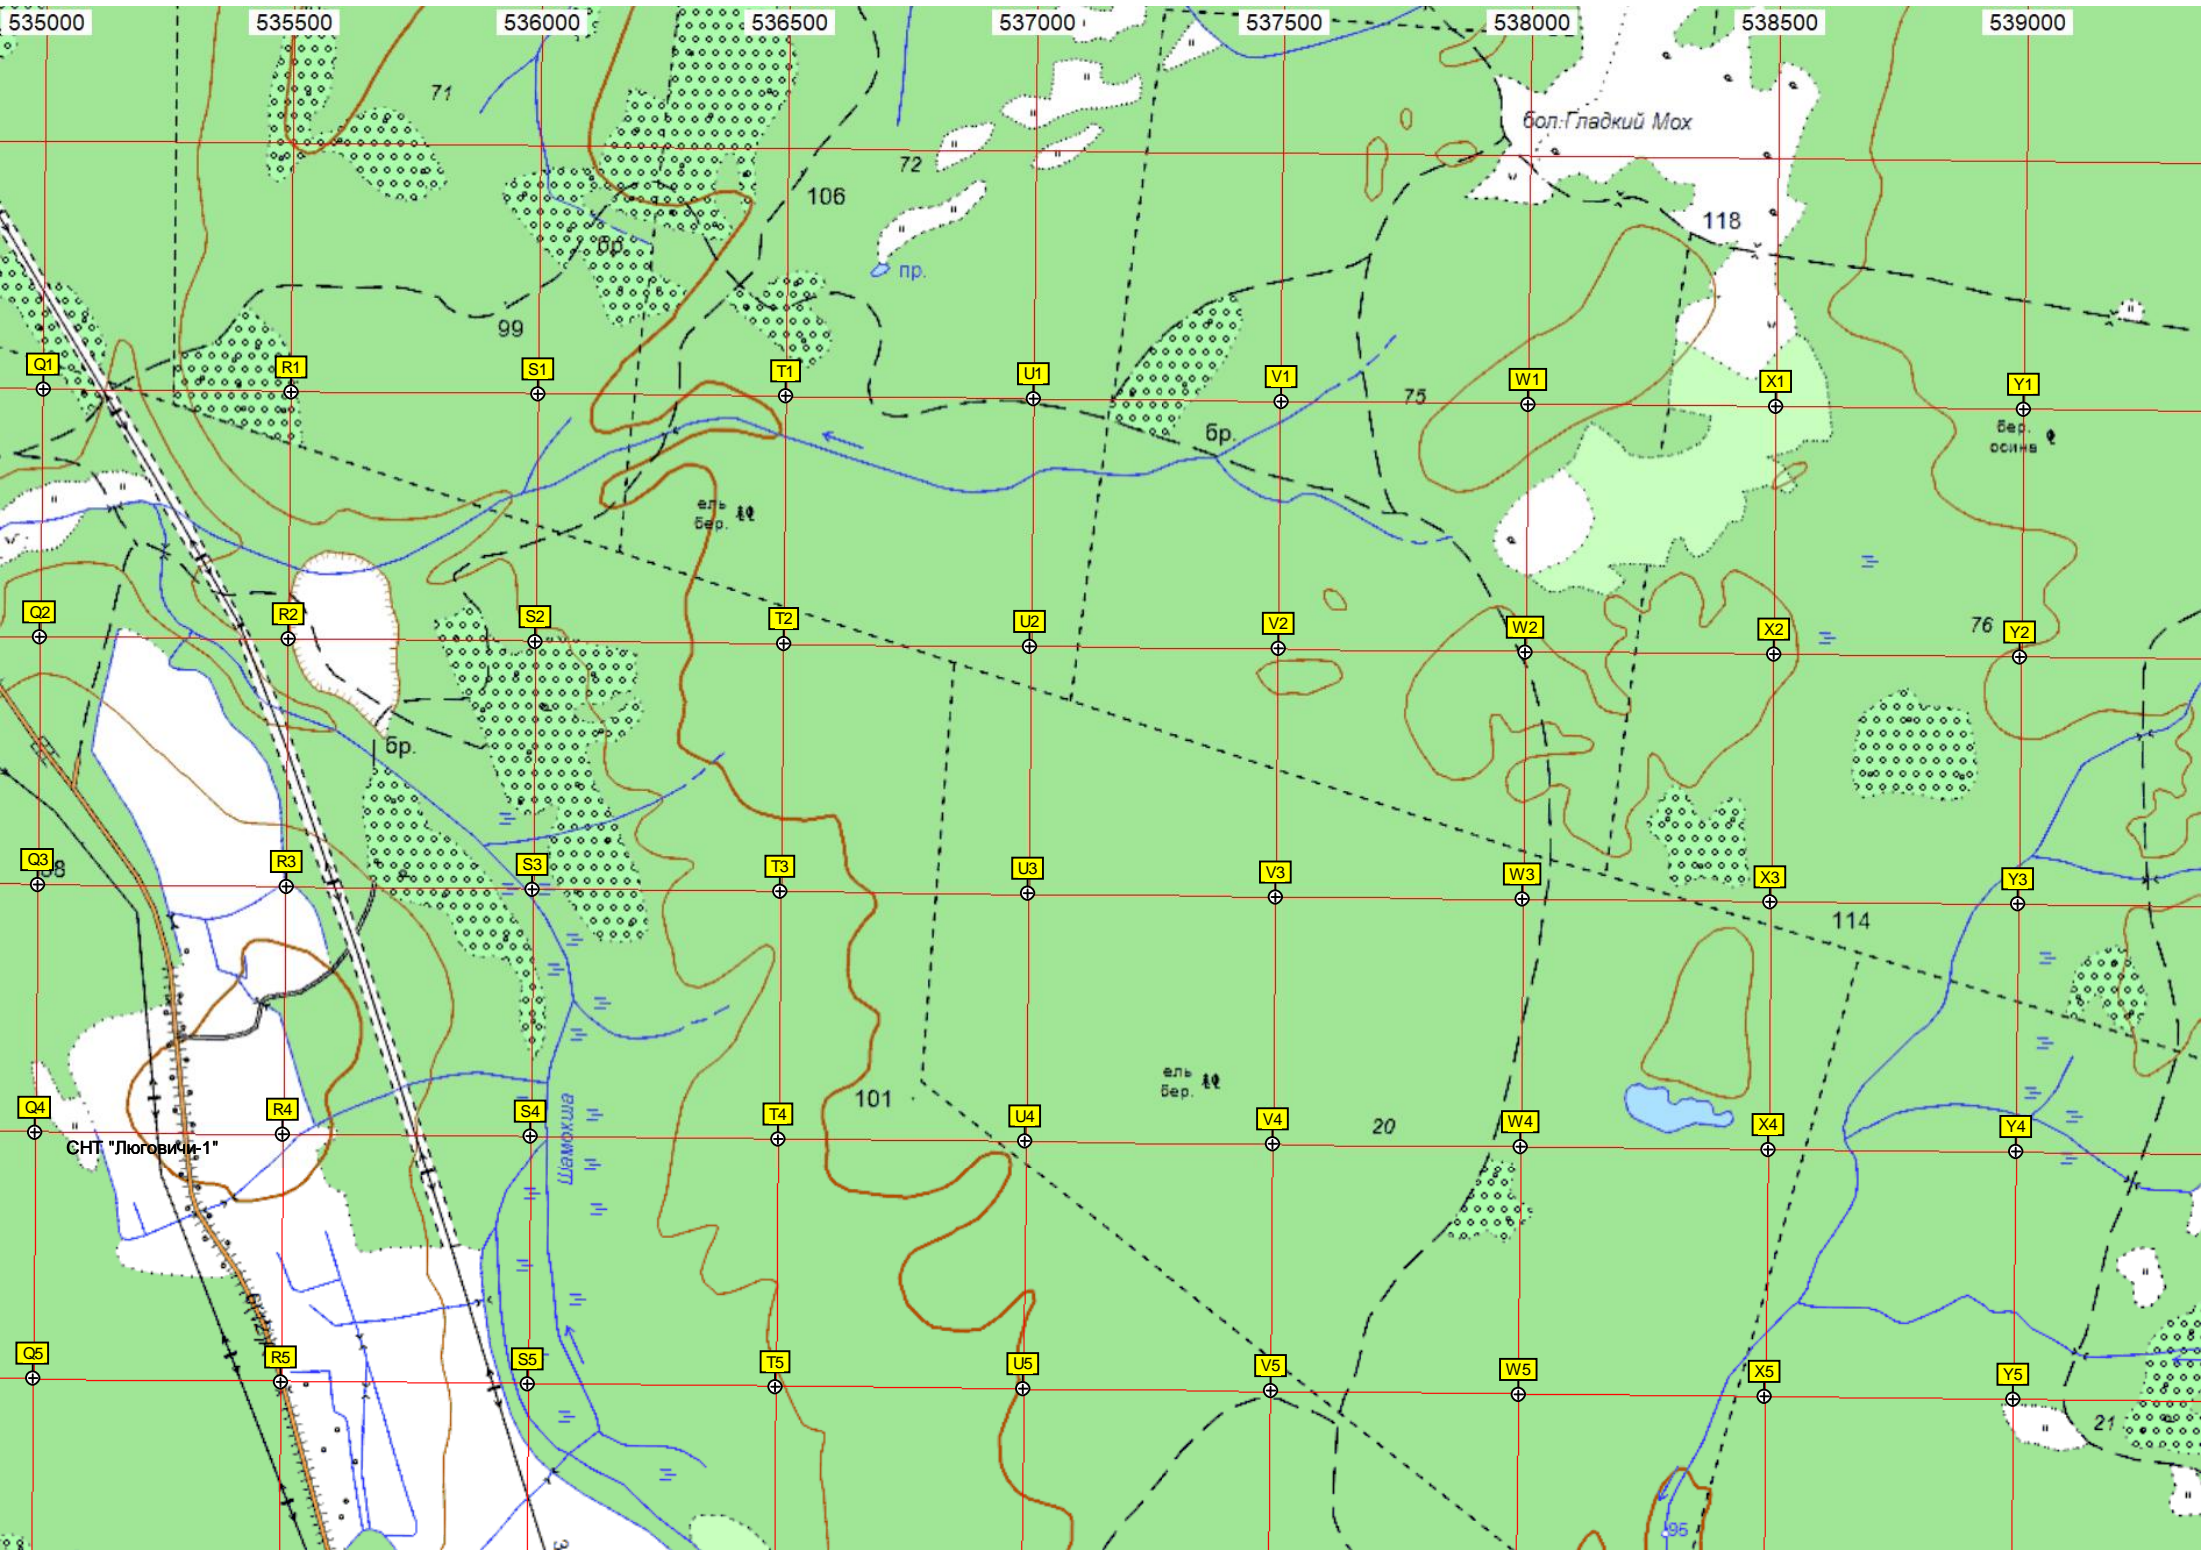 535000 535500 536000 536500 537000 537500 538000 538500 539000
71
бол.Гладкий Мох
72
106
118
бр.
пр.
99
Q1 R1 S1 T1 U1 V1 W1 X1 Y1
75
бр.
бер.
осина
ель
бер.
Q2 R2 S2 T2 U2 V2 W2 X2 Y2
76
бр.
Q3 R3 S3 T3 U3 V3 W3 X3 Y3
114
ель
бер.
101
Q4 R4 S4 T4 U4 V4 W4 X4 Y4
20
Шамокша
СНТ "Люговичи-1"
Q5 R5 S5 T5 U5 V5 W5 X5 Y5
21
95
3